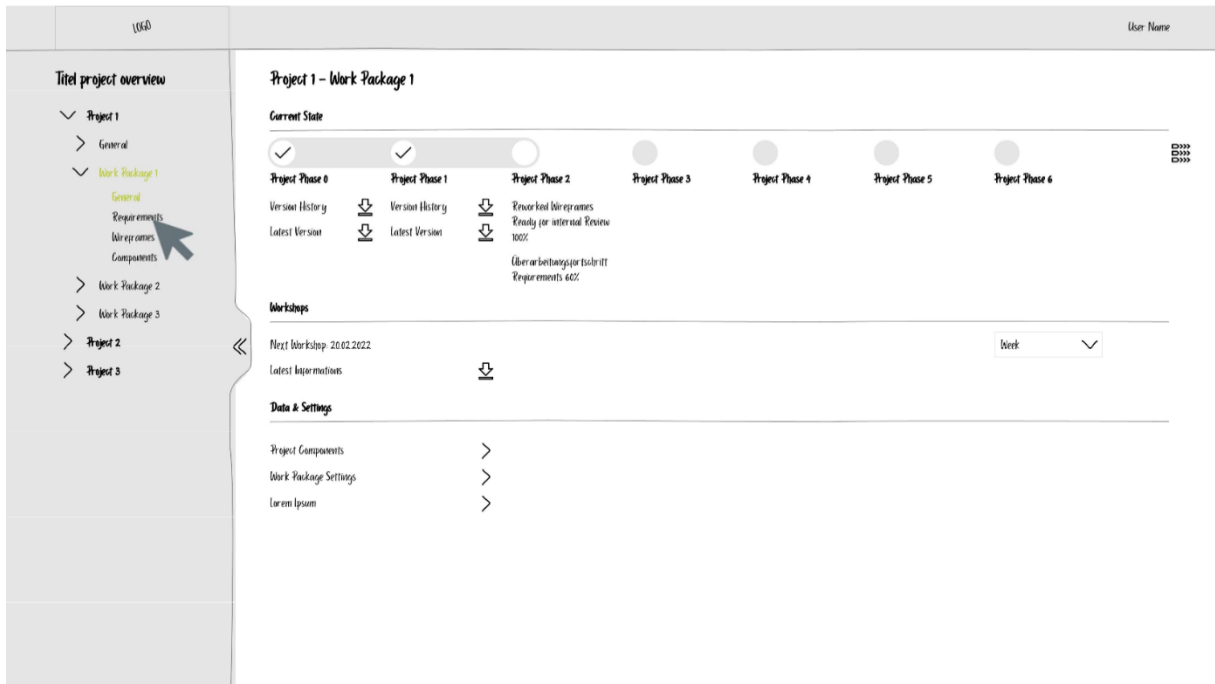 LOGO
User Name
Titel project overview
Project 1
General
Work Package 1
General
Requirements
Wireframes
Components
Work Package 2
Work Package 3
Project 2
Project 3
Project 1 – Work Package 1
Current State
Project Phase 0
Project Phase 1
Project Phase 2
Project Phase 3
Project Phase 4
Project Phase 5
Project Phase 6
Version History
Version History
Reworked Wireframes
Ready for internal Review
100%
Latest Version
Latest Version
Überarbeitungsfortschritt
Requirements 60%
Workshops
Next Workshop: 20.02.2022
Week
Latest Informations
Data & Settings
Project Components
Work Package Settings
Lorem Ipsum